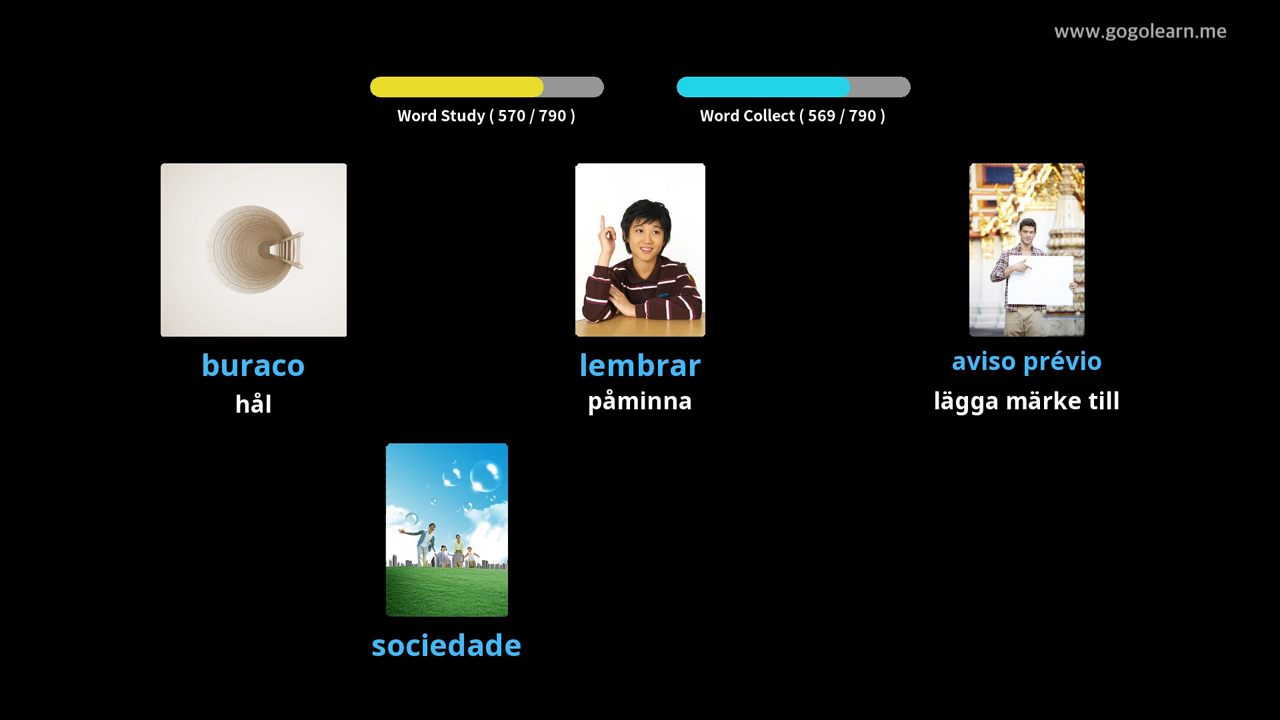 www.gogolearn.me
Word Study ( 570 / 790 )
Word Collect ( 569 / 790 )
buraco
hål
lembrar
påminna
aviso prévio
lägga märke till
sociedade